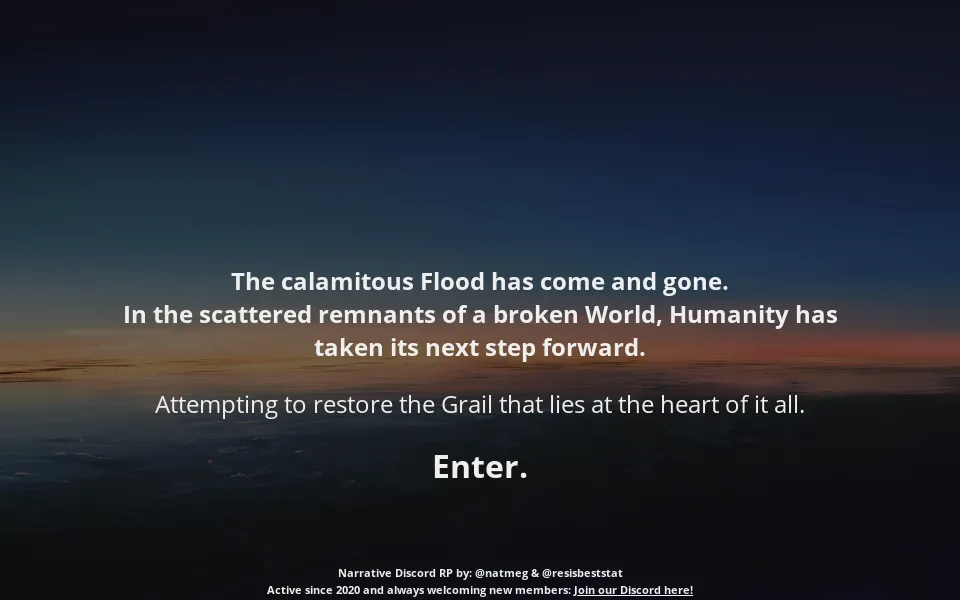 The calamitous Flood has come and gone.
In the scattered remnants of a broken World, Humanity has
taken its next step forward.
Attempting to restore the Grail that lies at the heart of it all.
Enter.
Narrative Discord RP by: @natmeg & @resisbeststat
Active since 2020 and always welcoming new members: Join our Discord here!